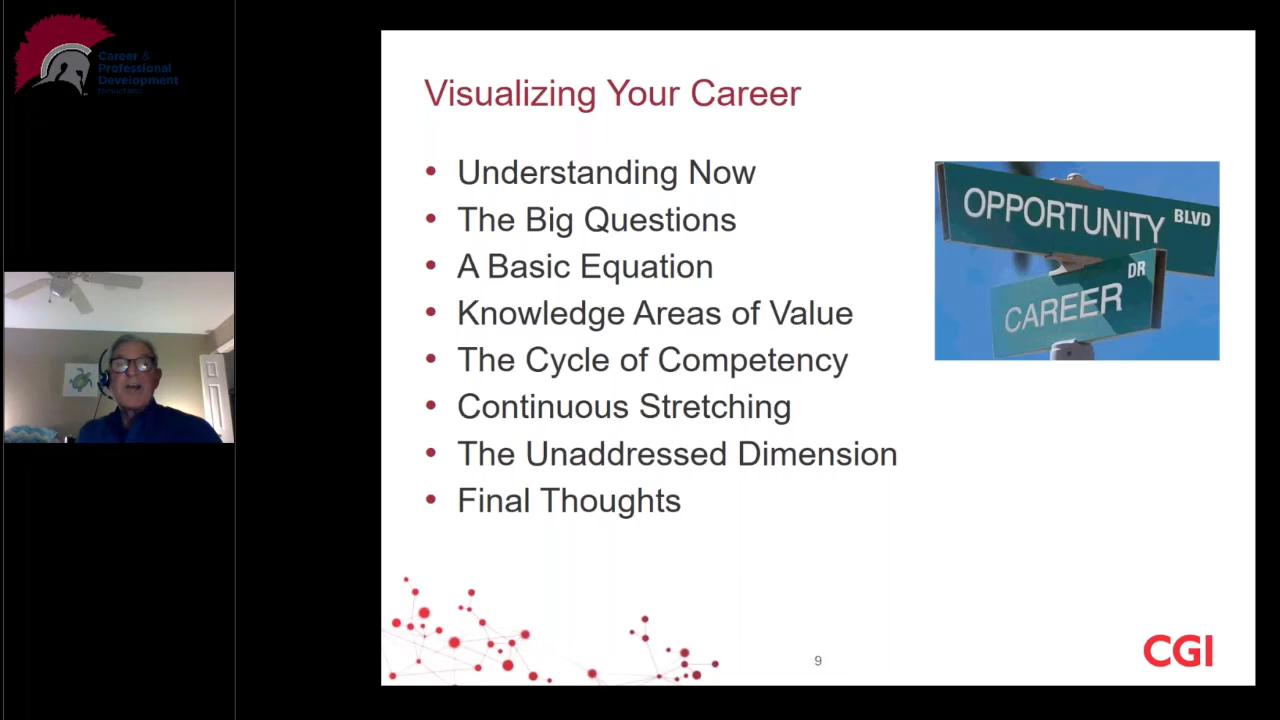 Career &
Professional
Development
Visualizing Your Career
• Understanding Now
• The Big Questions
• A Basic Equation
• Knowledge Areas of Value
• The Cycle of Competency
• Continuous Stretching
• The Unaddressed Dimension
• Final Thoughts
OPPORTUNITY BLVD
CAREER DR
9
CGI